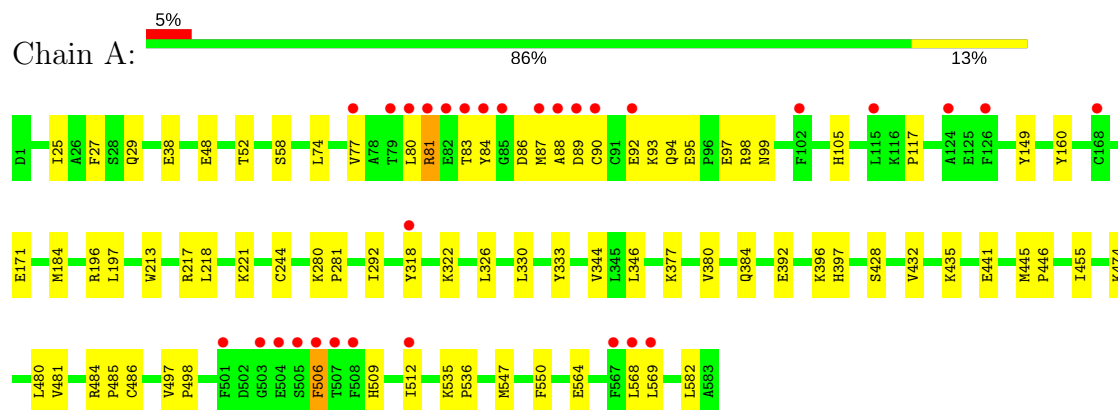 5%
Chain A:
86% 13%
D1 I25 A26 F27 S28 Q29 E38 E48 T52 S58 L74 V77 A78 T79 L80 R81 E82 T83 Y84 G85 D86 M87 A88 D89 C90 C91 E92 K93 Q94 E95 P96 E97 R98 N99 F102 H105 L115 K116 P117 A124 E125 F126 Y149 Y160 C168
E171 M184 R196 L197 W213 R217 L218 K221 C244 K280 P281 I292 Y318 K322 L326 L330 Y333 V344 L345 L346 K377 V380 Q384 E392 K396 H397 S428 V432 K435 E441 M445 P446 I455 K474
L480 V481 R484 P485 C486 V497 P498 F501 D502 G503 E504 S505 F506 T507 F508 H509 I512 K535 P536 M547 F550 E564 F567 L568 L569 L582 A583